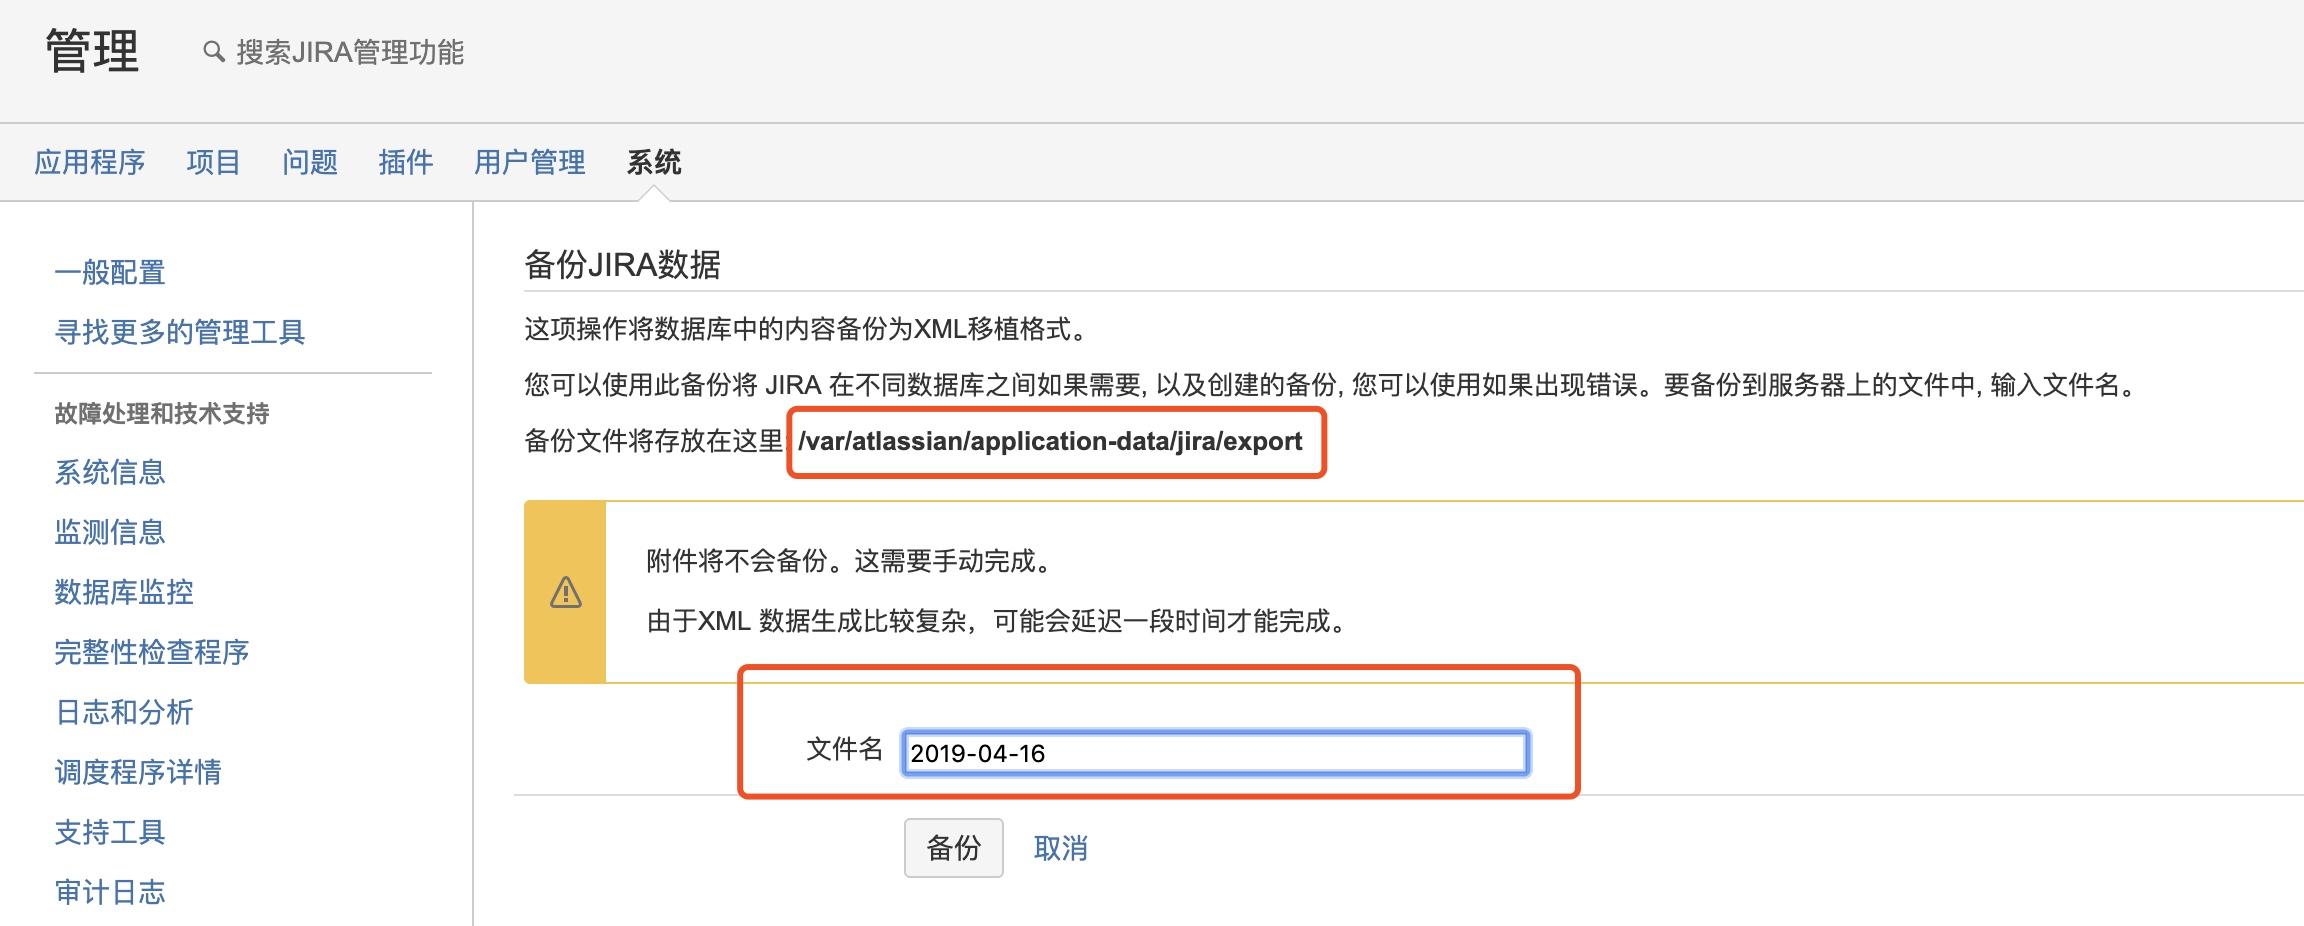 管理
搜索JIRA管理功能
应用程序 项目 问题 插件 用户管理 系统
一般配置
寻找更多的管理工具
故障处理和技术支持
系统信息
监测信息
数据库监控
完整性检查程序
日志和分析
调度程序详情
支持工具
审计日志
备份JIRA数据
这项操作将数据库中的内容备份为XML移植格式。
您可以使用此备份将 JIRA 在不同数据库之间如果需要, 以及创建的备份, 您可以使用如果出现错误。要备份到服务器上的文件中, 输入文件名。
备份文件将存放在这里: /var/atlassian/application-data/jira/export
附件将不会备份。这需要手动完成。
由于XML 数据生成比较复杂，可能会延迟一段时间才能完成。
文件名 2019-04-16
备份 取消